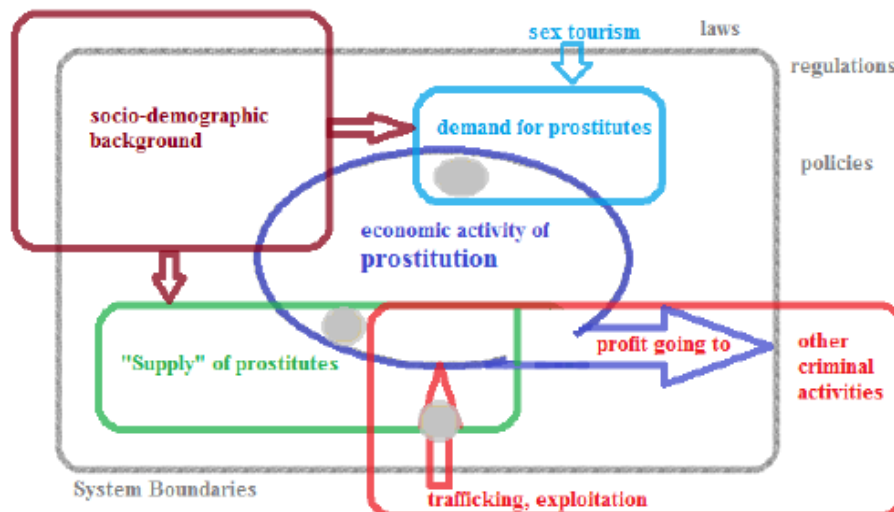 sex tourism
laws
regulations
socio-demographic
background
demand for prostitutes
policies
economic activity of
prostitution
"Supply" of prostitutes
profit going to
other
criminal
activities
System Boundaries
trafficking, exploitation